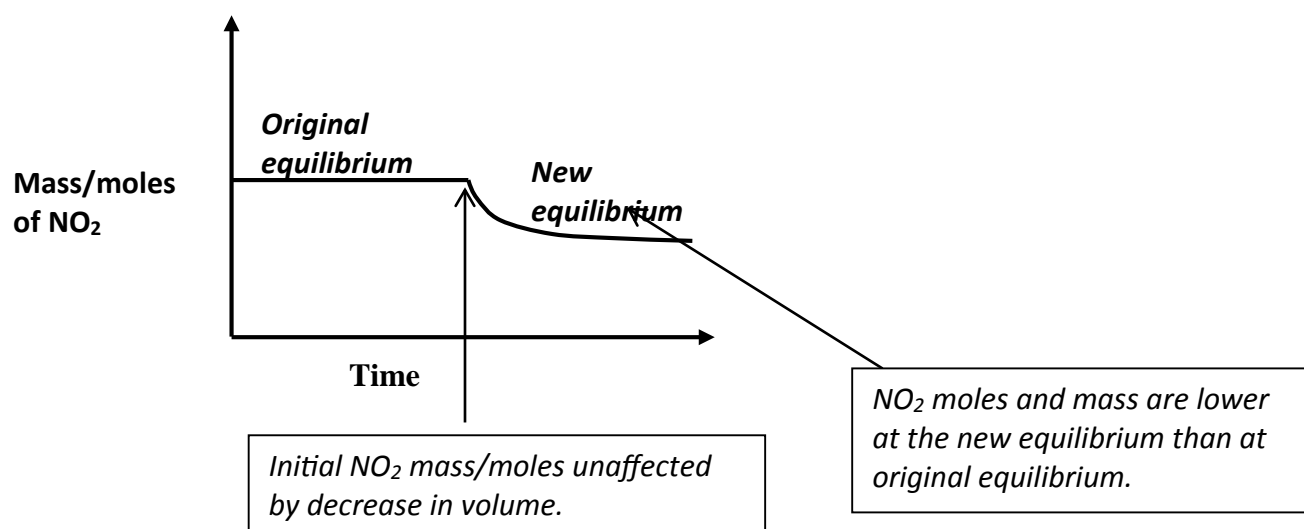 Original
equilibrium
New
equilibrium
Mass/moles
of NO₂
Time
Initial NO₂ mass/moles unaffected
by decrease in volume.
NO₂ moles and mass are lower
at the new equilibrium than at
original equilibrium.